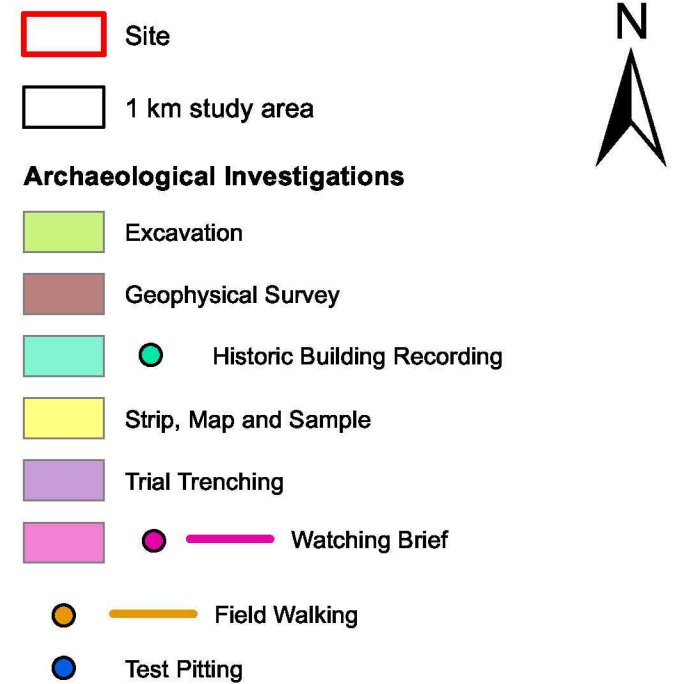 N
Site
1 km study area
Archaeological Investigations
Excavation
Geophysical Survey
Historic Building Recording
Strip, Map and Sample
Trial Trenching
Watching Brief
Field Walking
Test Pitting